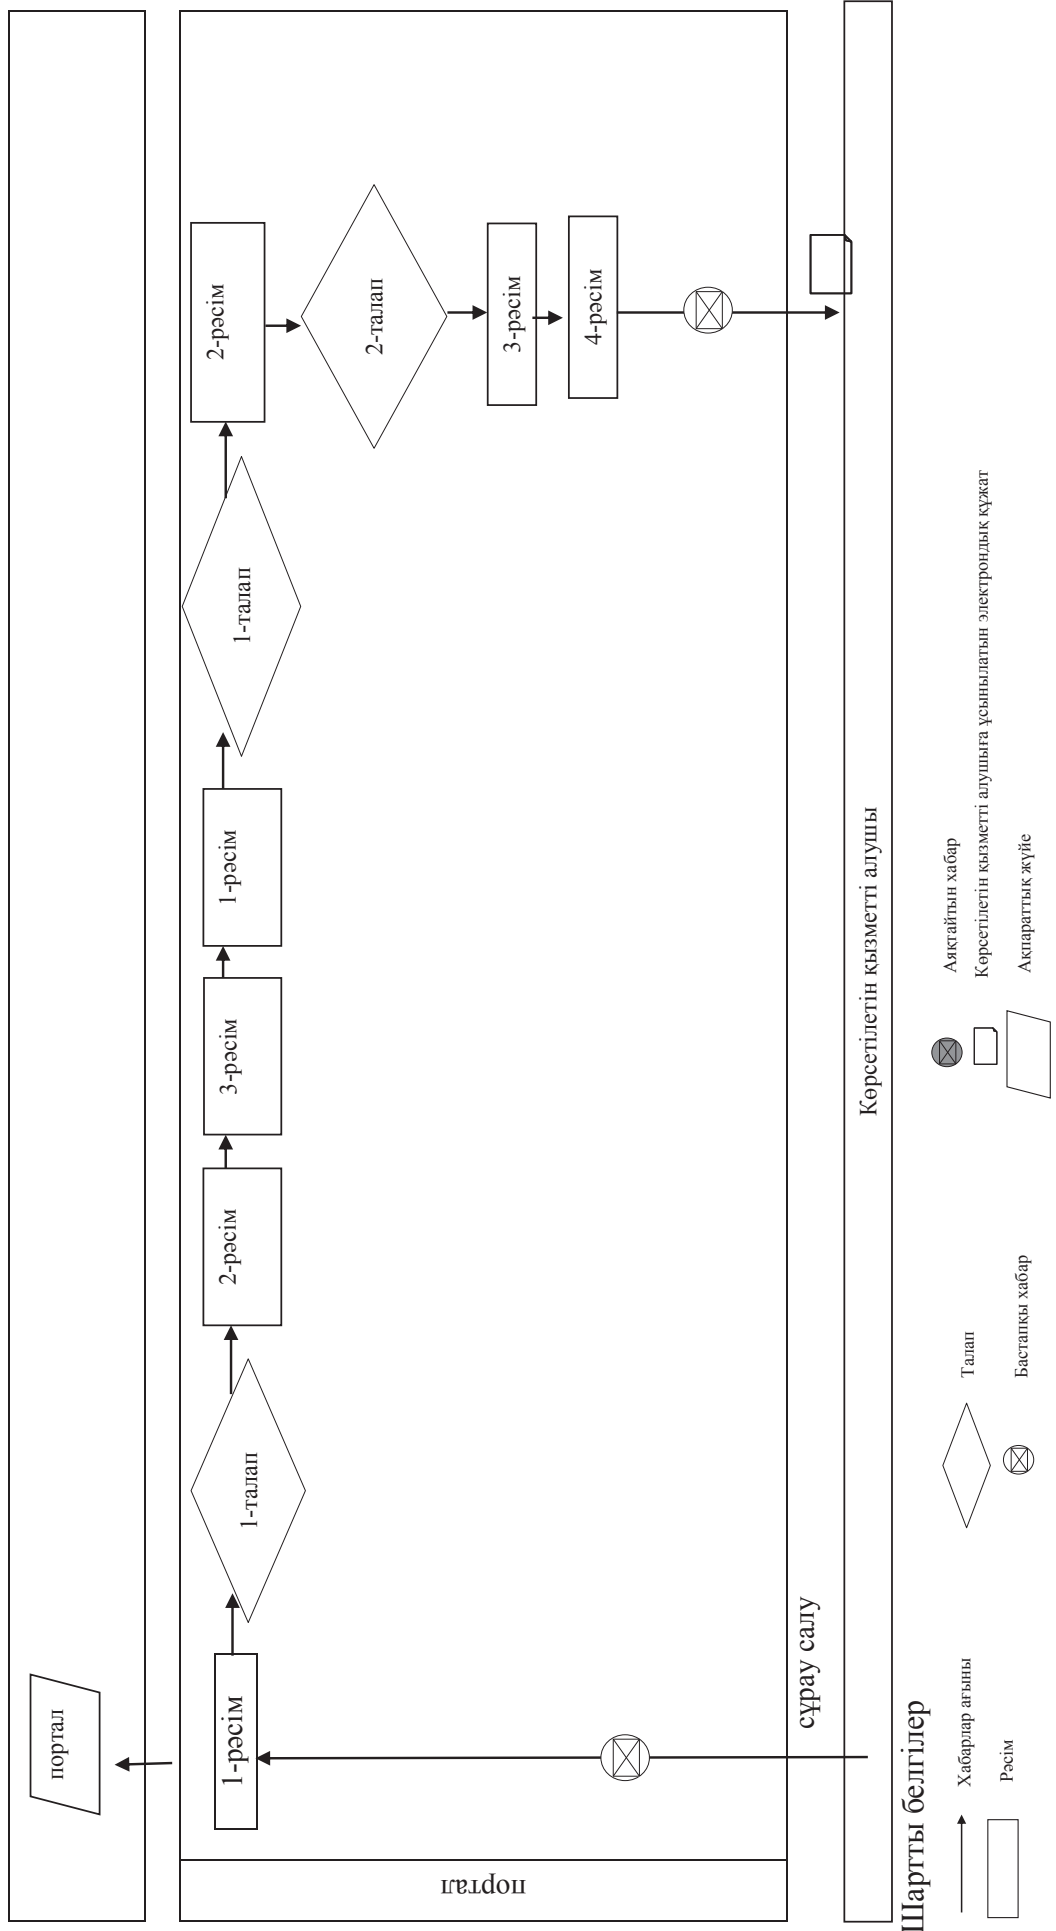 портал
портал
1-рәсім
1-талап
2-рәсім
3-рәсім
1-рәсім
1-талап
2-рәсім
2-талап
3-рәсім
4-рәсім
сұрау салу
Көрсетілетін қызметті алушы
Шартты белгілер
Хабарлар ағыны
Рәсім
Талап
Бастапқы хабар
Аяқтайтын хабар
Көрсетілетін қызметті алушыға ұсынылатын электрондық құжат
Ақпараттық жүйе